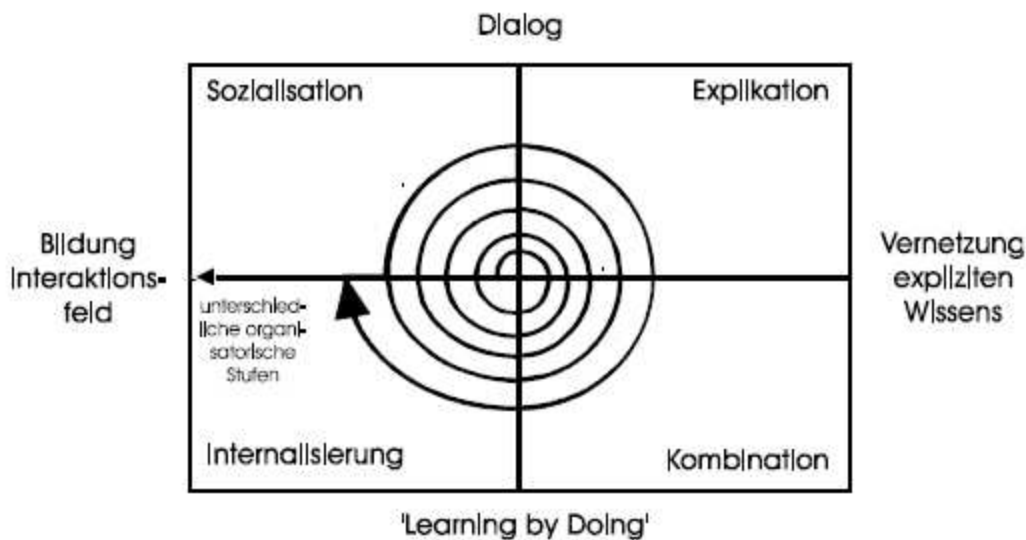 Dialog
Sozialisation
Explikation
Bildung
Interaktions-
feld
Vernetzung
expliziten
Wissens
unterschied-
liche organi-
satorische
Stufen
Internalisierung
Kombination
'Learning by Doing'